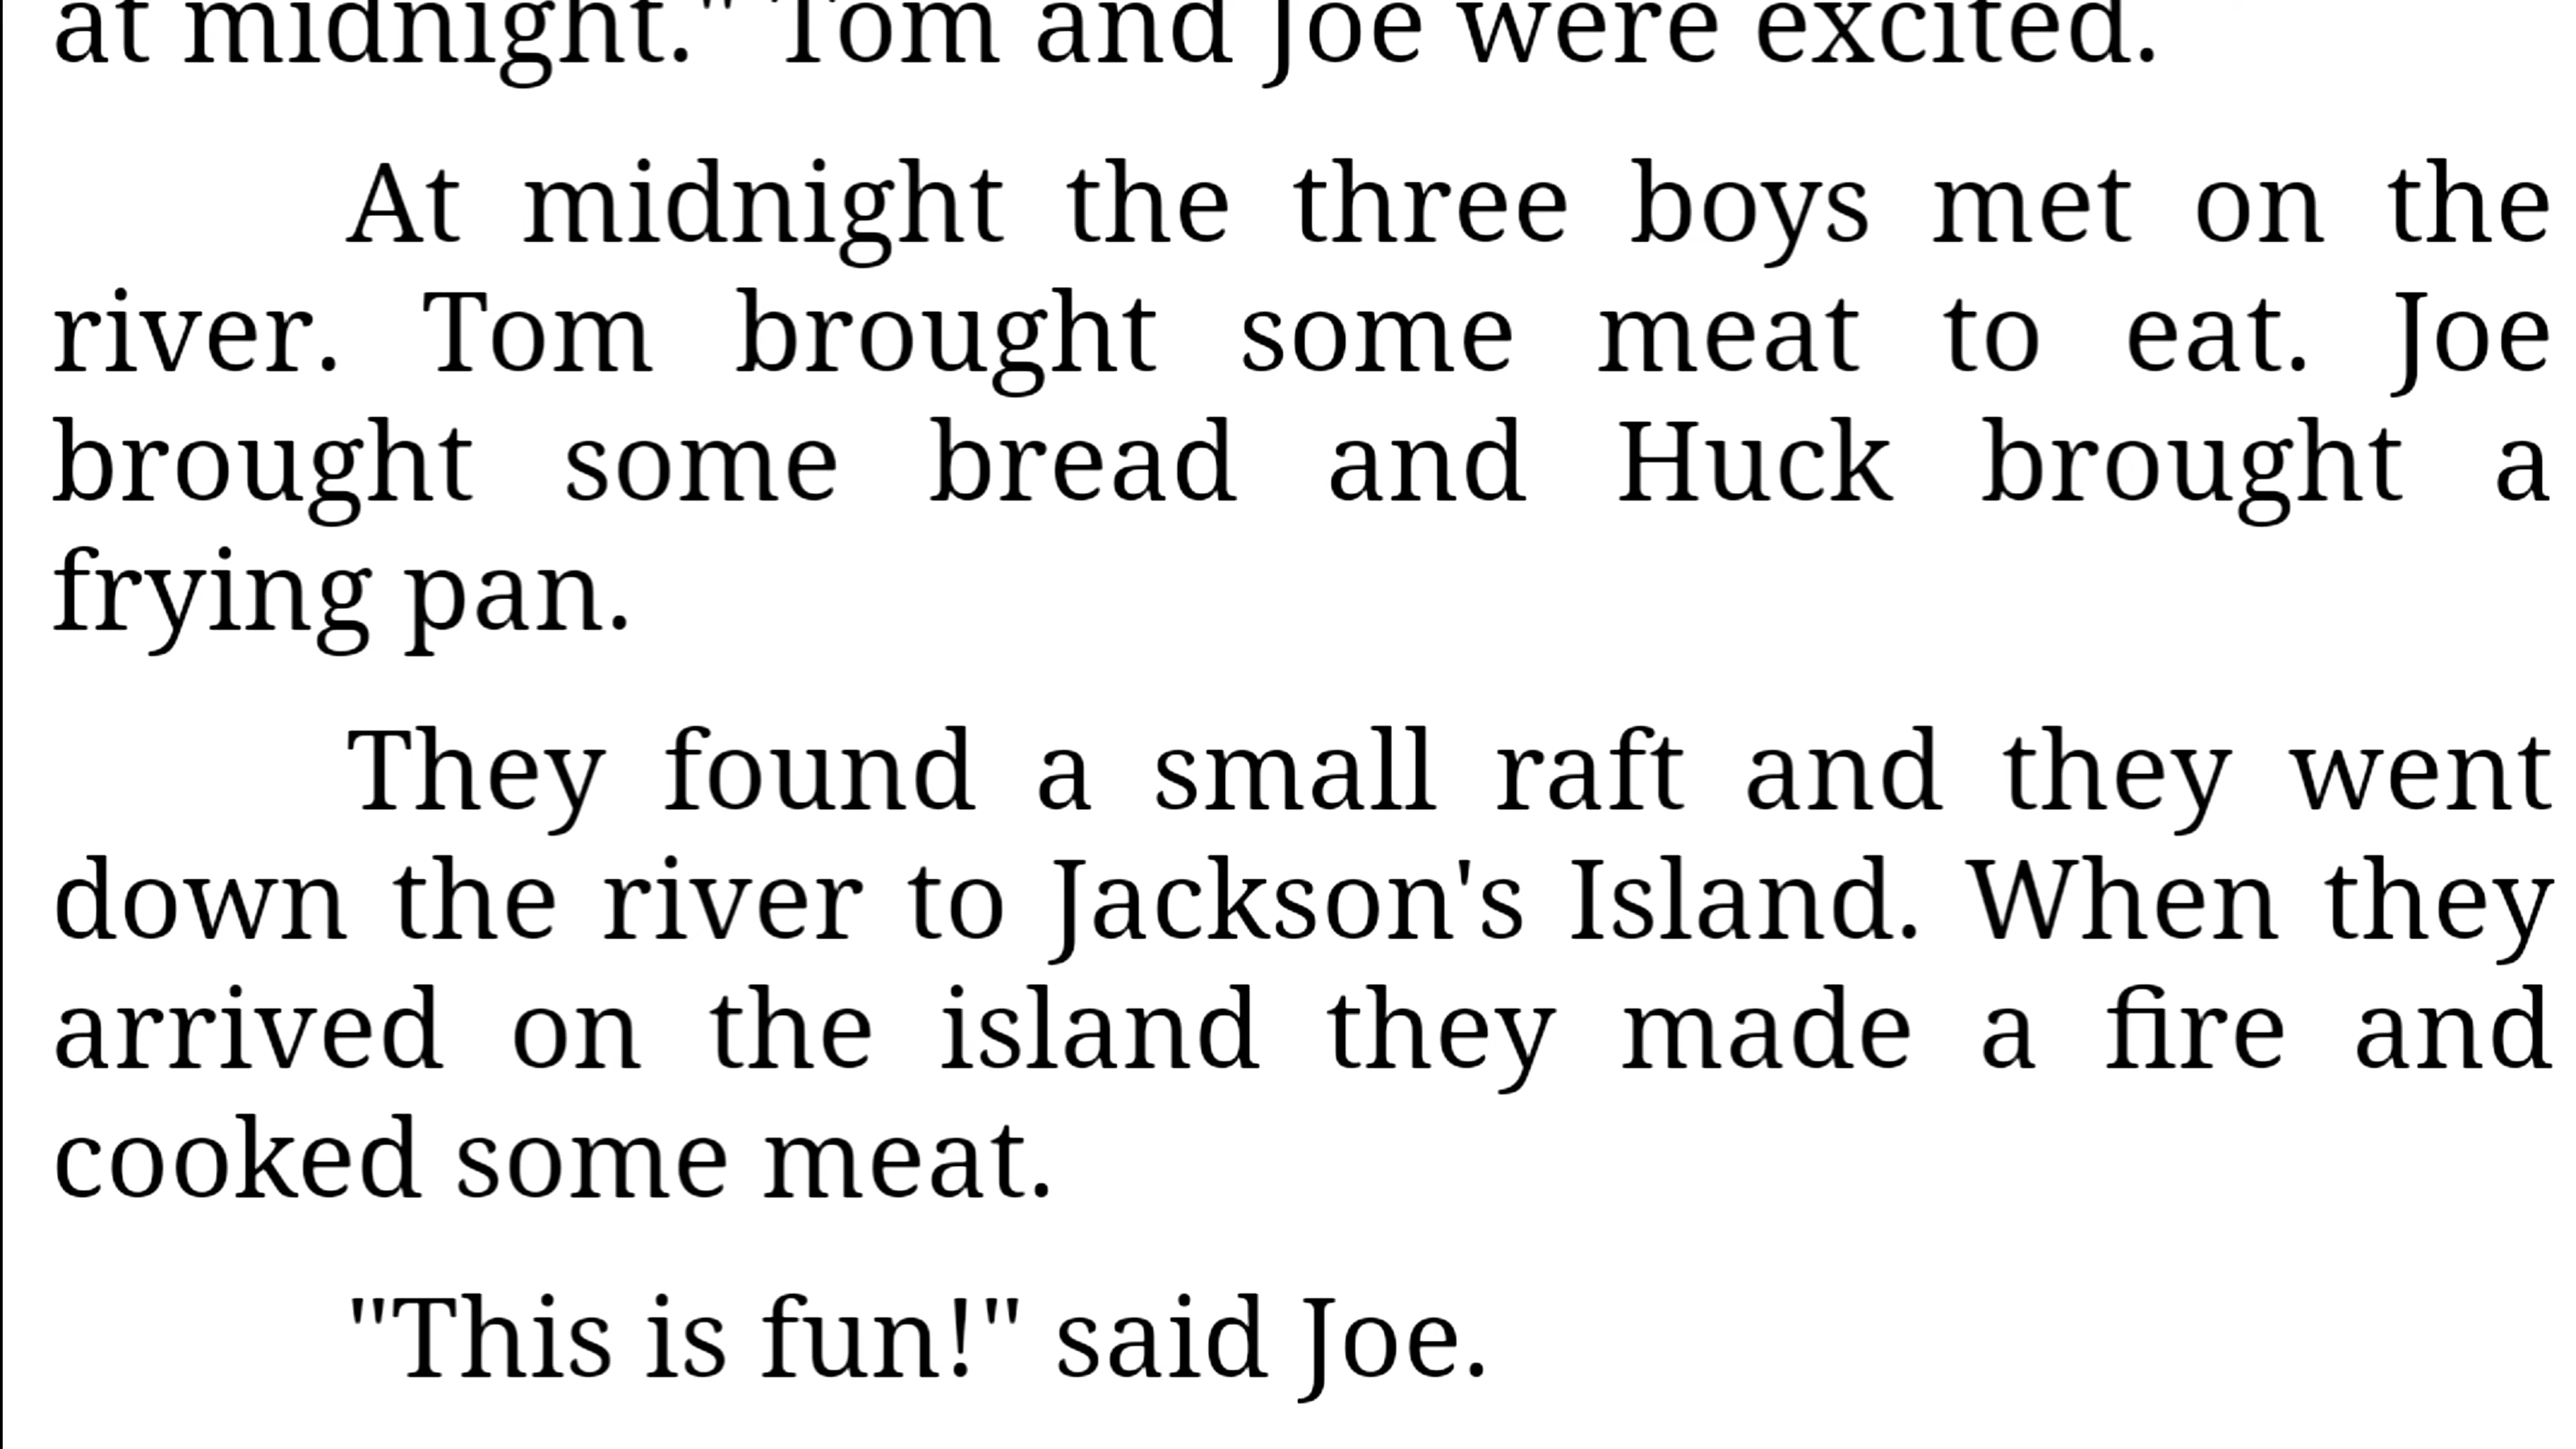 at midnight." Tom and Joe were excited.
At midnight the three boys met on the
river. Tom brought some meat to eat. Joe
brought some bread and Huck brought a
frying pan.
They found a small raft and they went
down the river to Jackson's Island. When they
arrived on the island they made a fire and
cooked some meat.
"This is fun!" said Joe.